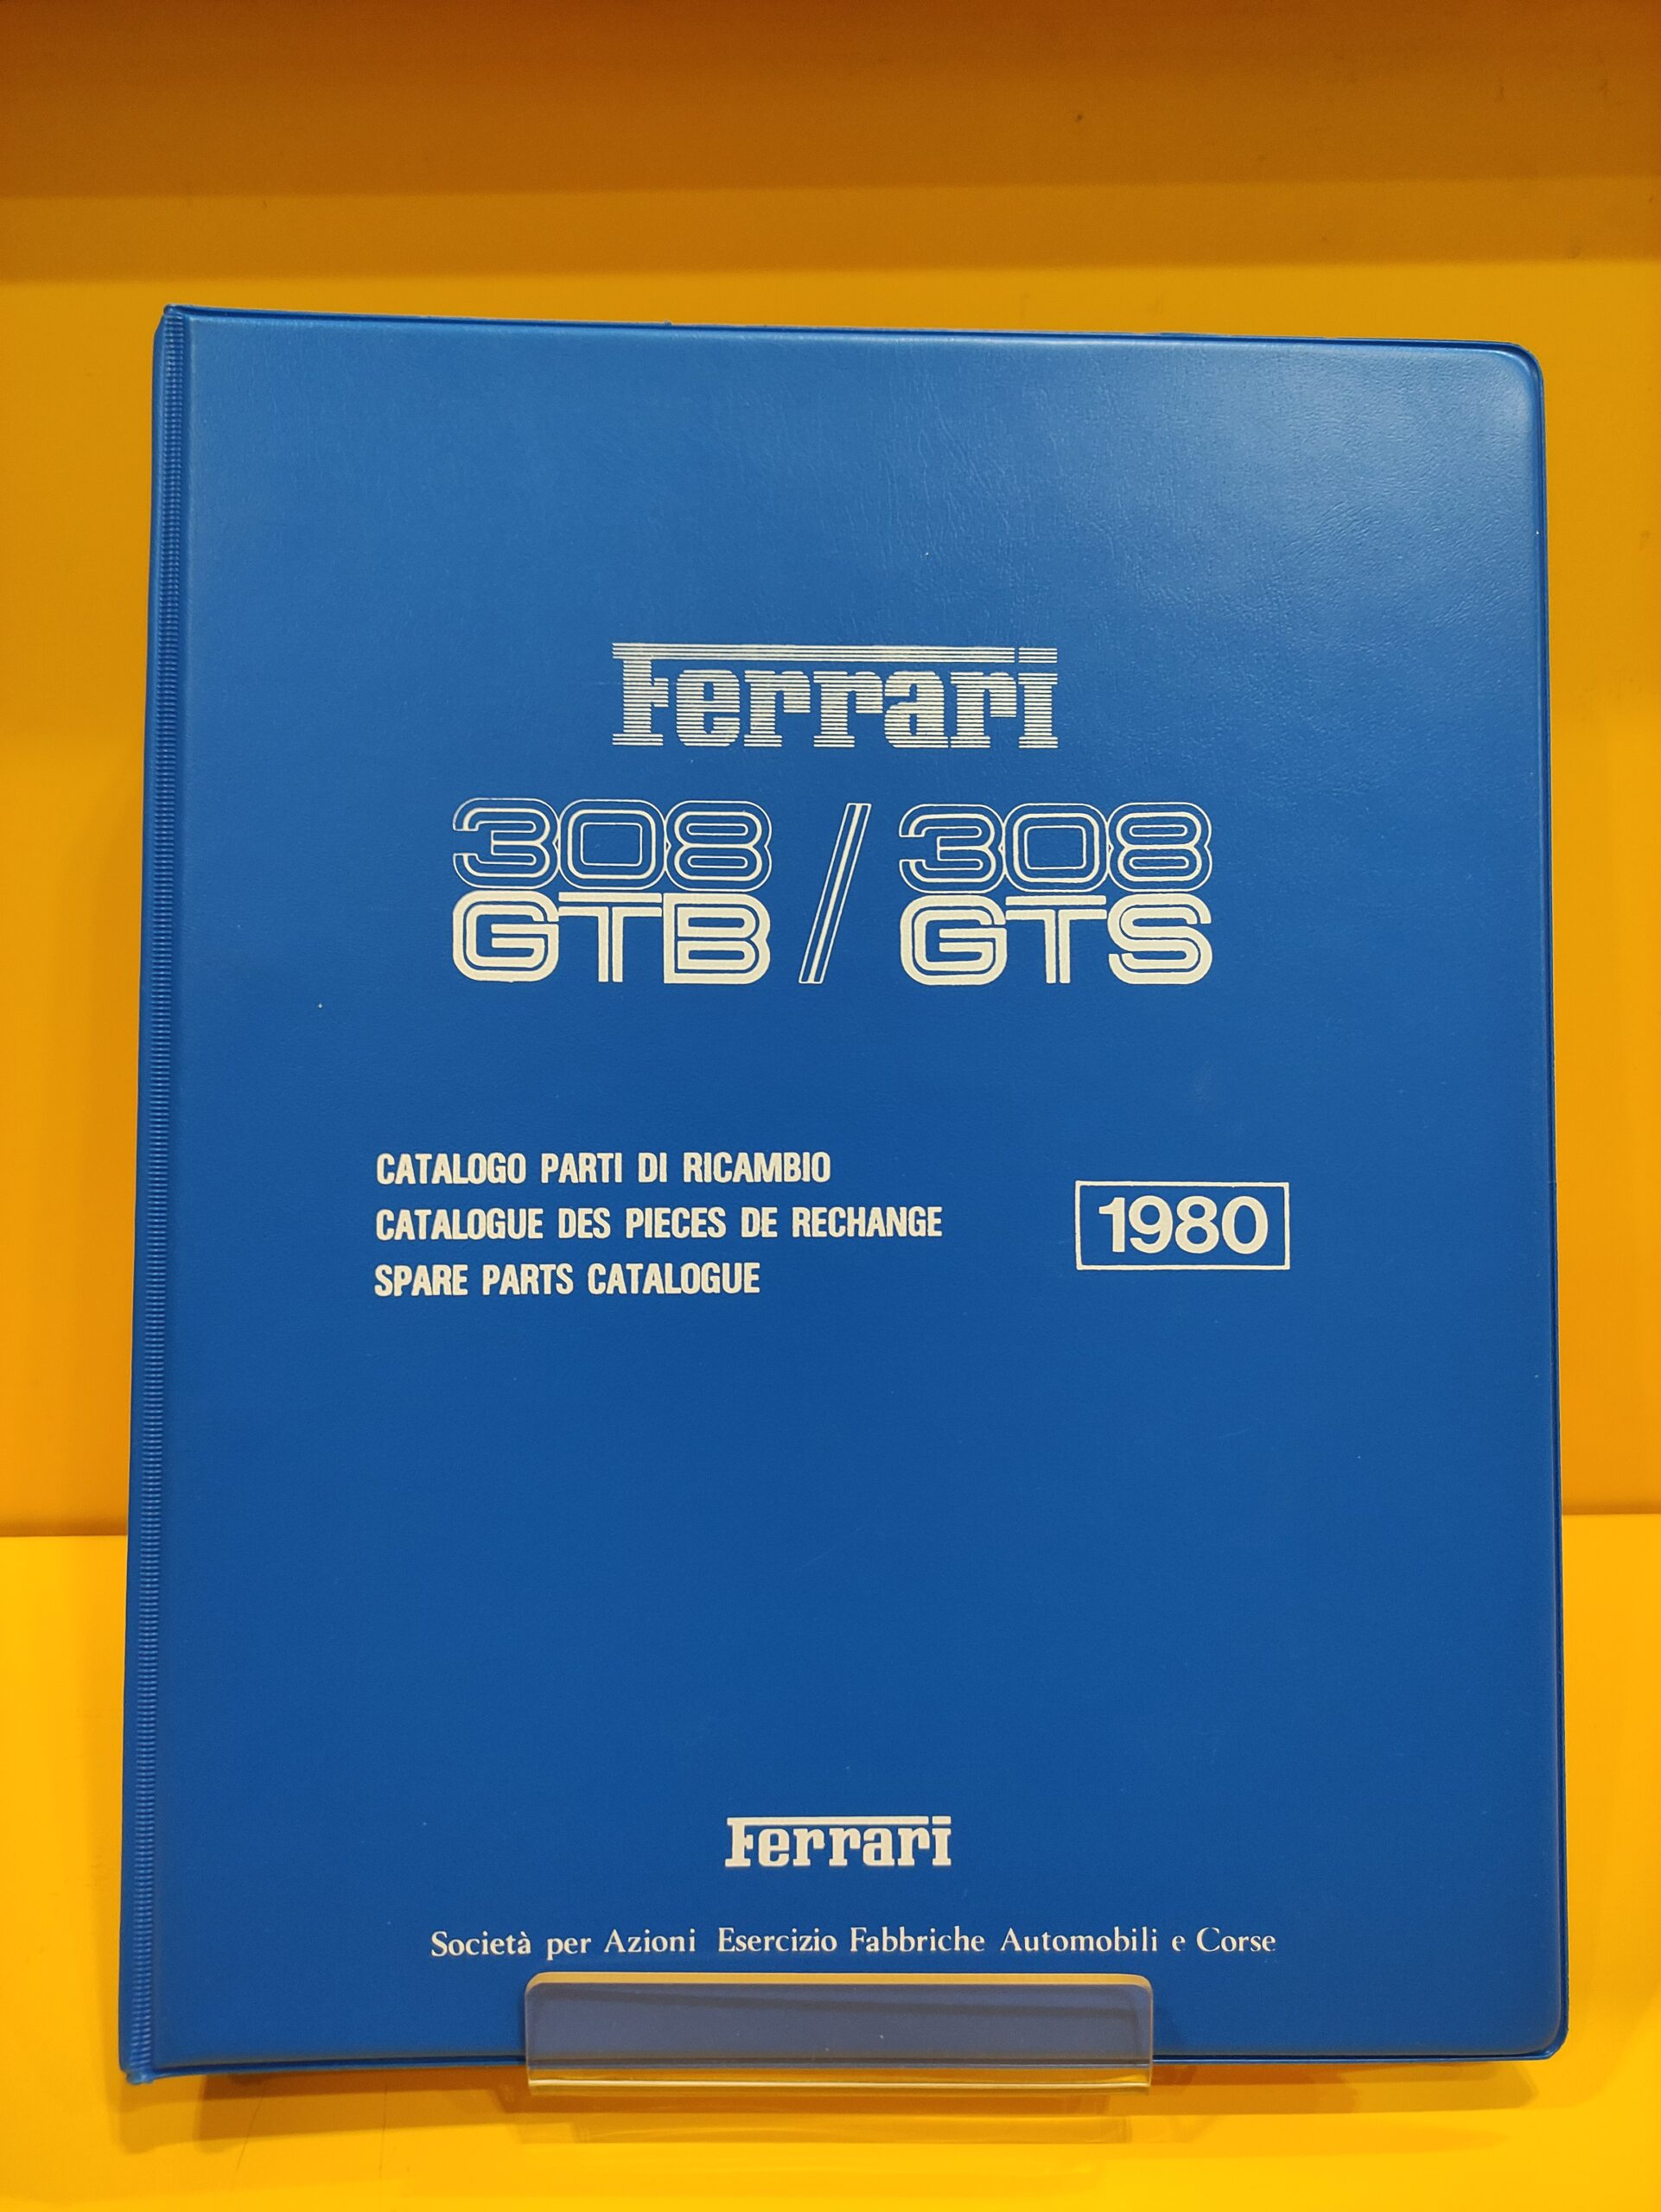 Ferrari
308 / 308
GTB / GTS
CATALOGO PARTI DI RICAMBIO
CATALOGUE DES PIECES DE RECHANGE
SPARE PARTS CATALOGUE
1980
Ferrari
Società per Azioni Esercizio Fabbriche Automobili e Corse